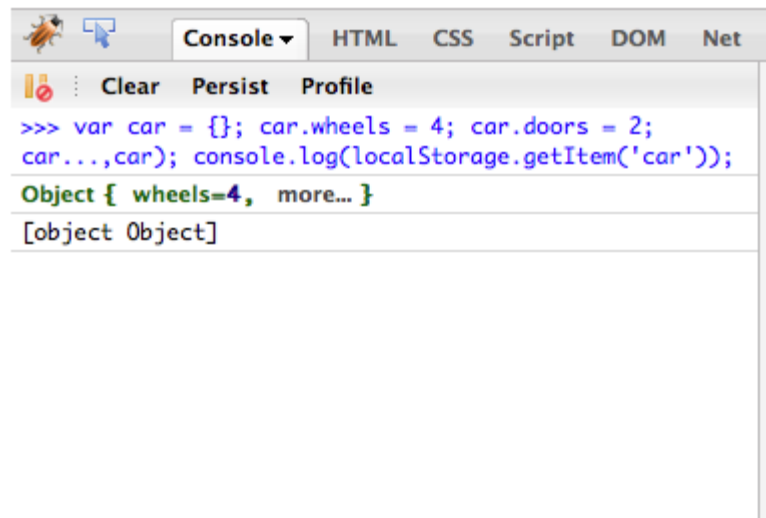 Console HTML CSS Script DOM Net
Clear Persist Profile
>>> var car = {}; car.wheels = 4; car.doors = 2;
car...,car); console.log(localStorage.getItem('car'));
Object { wheels=4, more... }
[object Object]